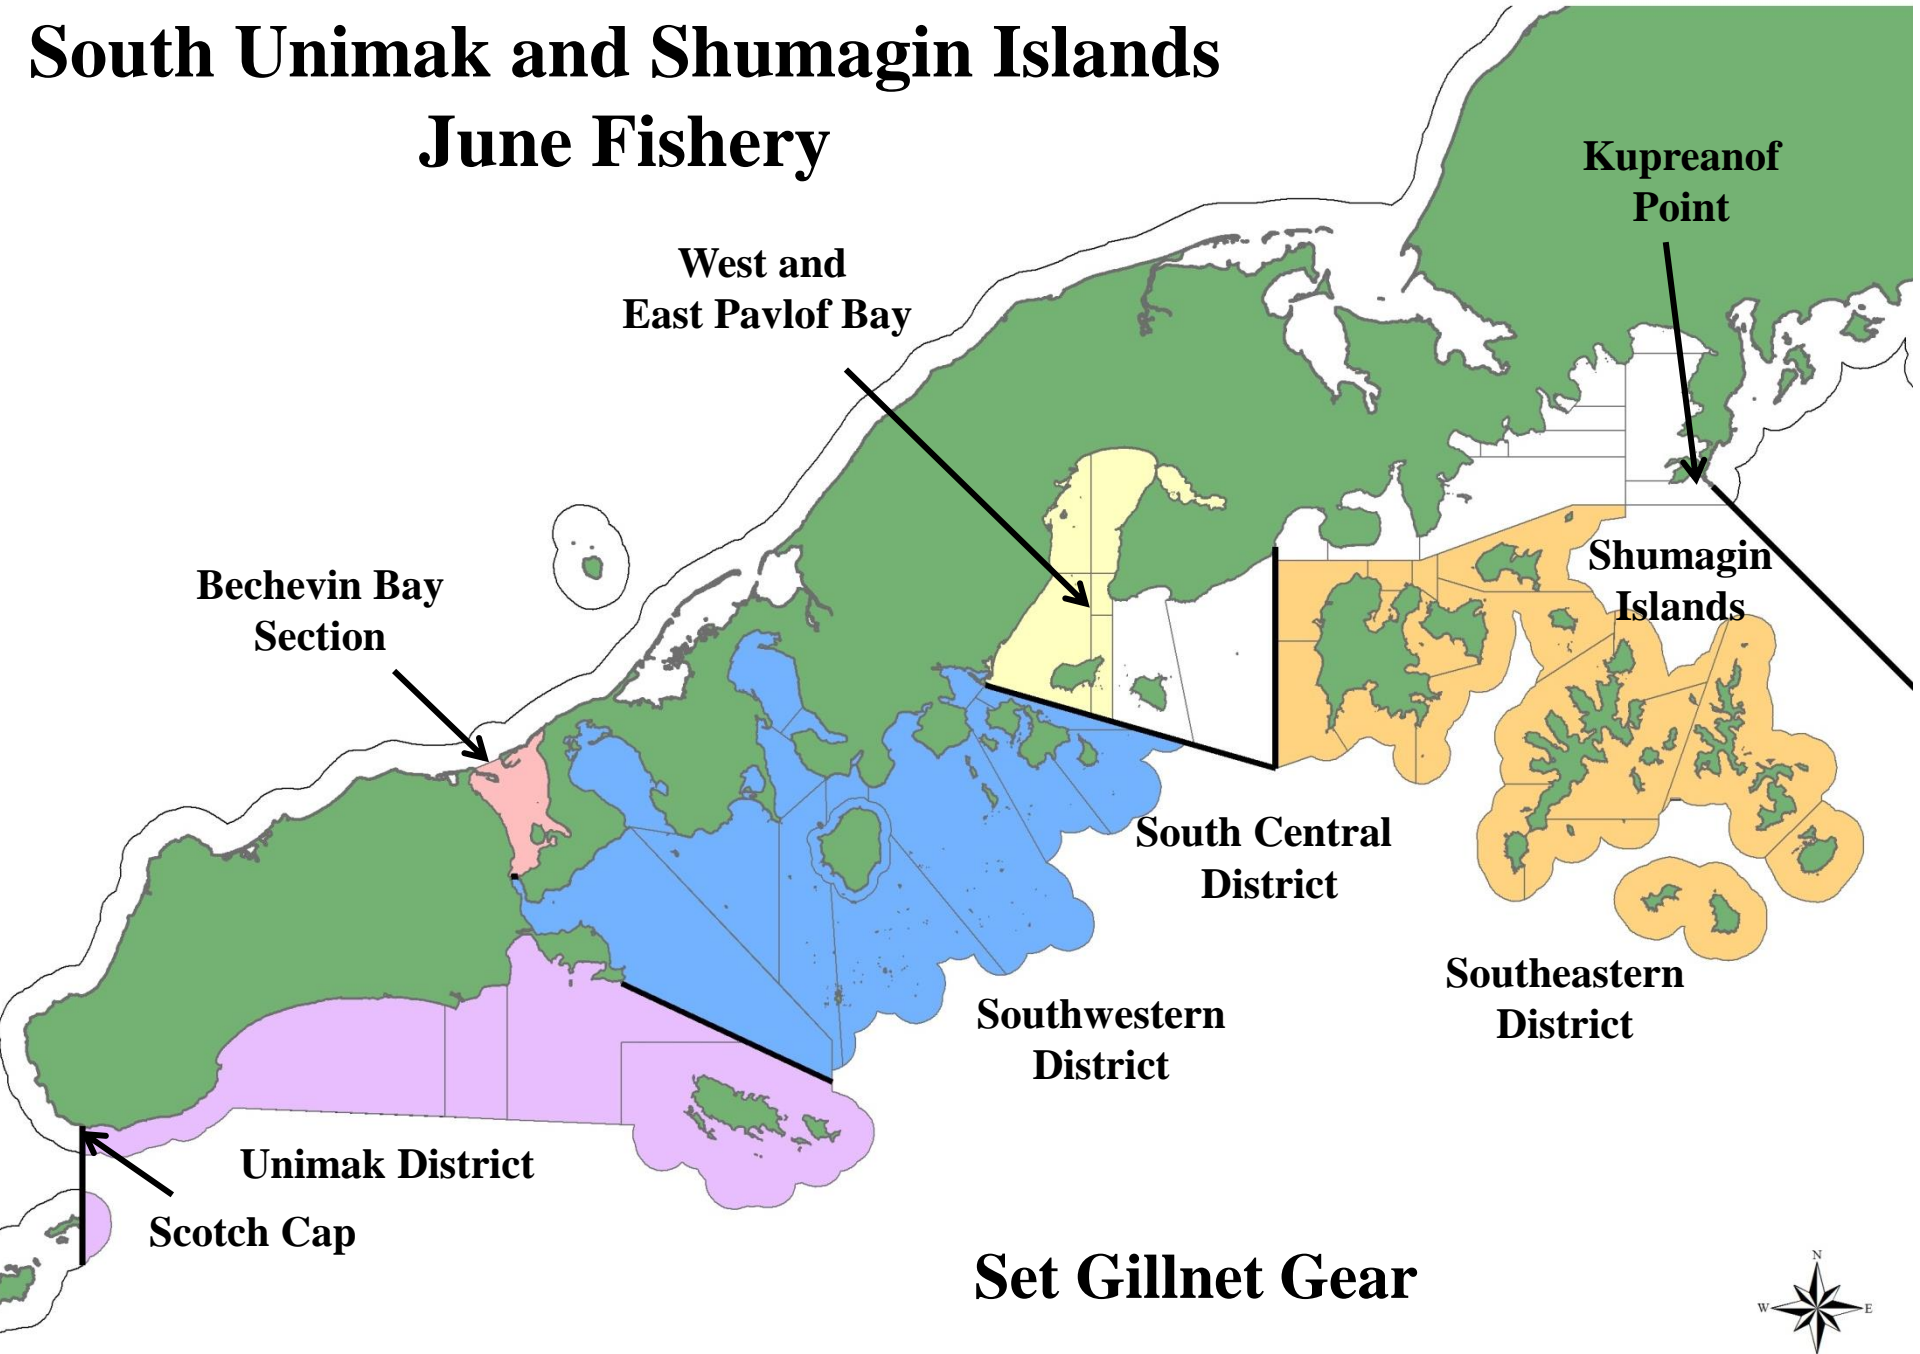 South Unimak and Shumagin Islands
June Fishery
Kupreanof
Point
West and
East Pavlof Bay
Shumagin
Islands
Bechevin Bay
Section
South Central
District
Southeastern
District
Southwestern
District
Unimak District
Scotch Cap
Set Gillnet Gear
N
W
E